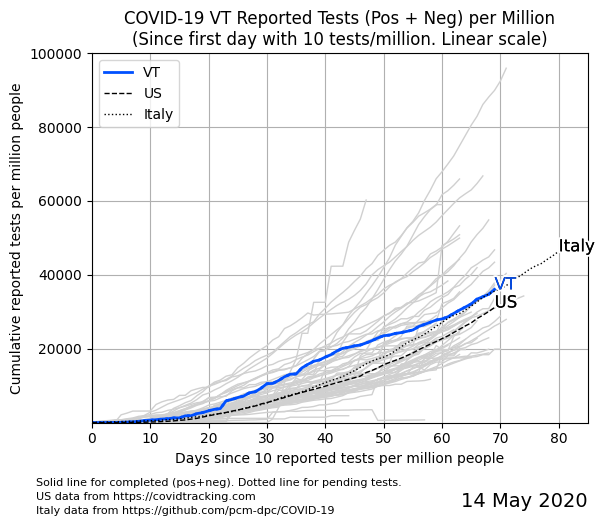 COVID-19 VT Reported Tests (Pos + Neg) per Million
(Since first day with 10 tests/million. Linear scale)
Cumulative reported tests per million people
100000
80000
60000
40000
20000
VT
US
Italy
Italy
VT
US
0 10 20 30 40 50 60 70 80
Days since 10 reported tests per million people
Solid line for completed (pos+neg). Dotted line for pending tests.
US data from https://covidtracking.com
Italy data from https://github.com/pcm-dpc/COVID-19
14 May 2020